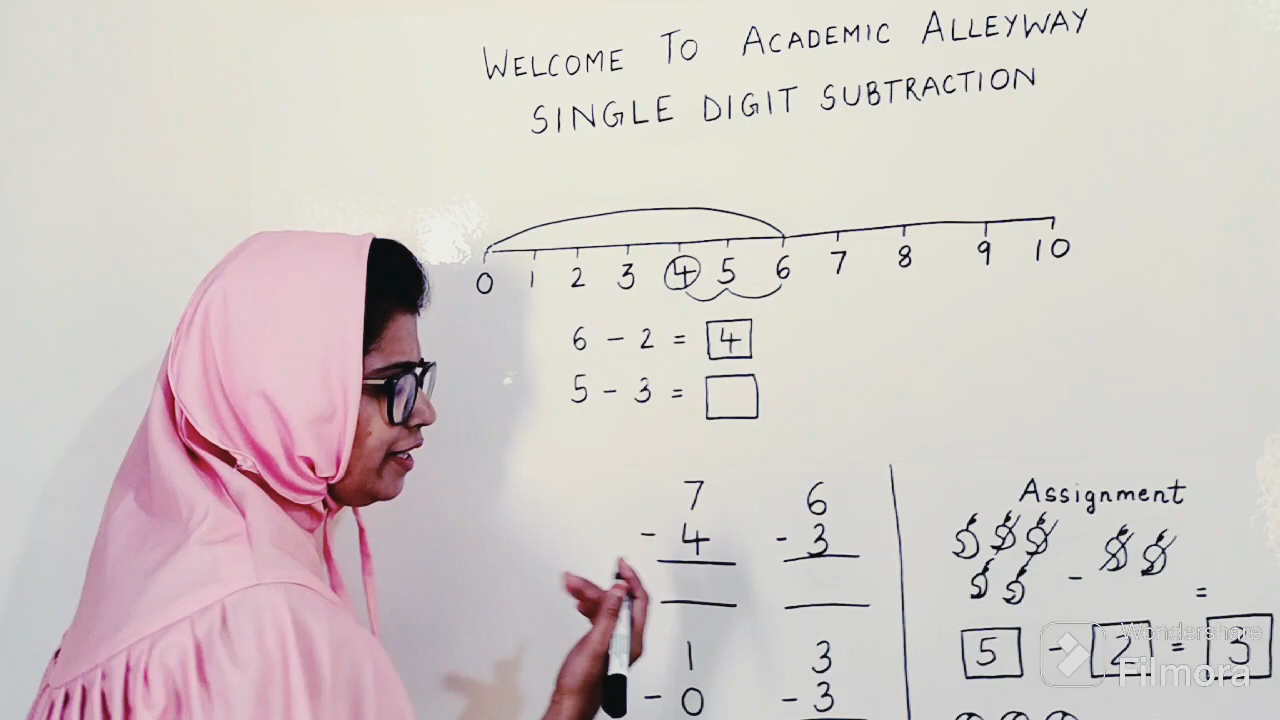 WELCOME TO ACADEMIC ALLEYWAY
SINGLE DIGIT SUBTRACTION
0 1 2 3 4 5 6 7 8 9 10
6 - 2 = 4
5 - 3 =
7 6
- 4 - 3
1 3
- 0 - 3
Assignment
- =
5 - 2 = 3
Wondershare
Filmora